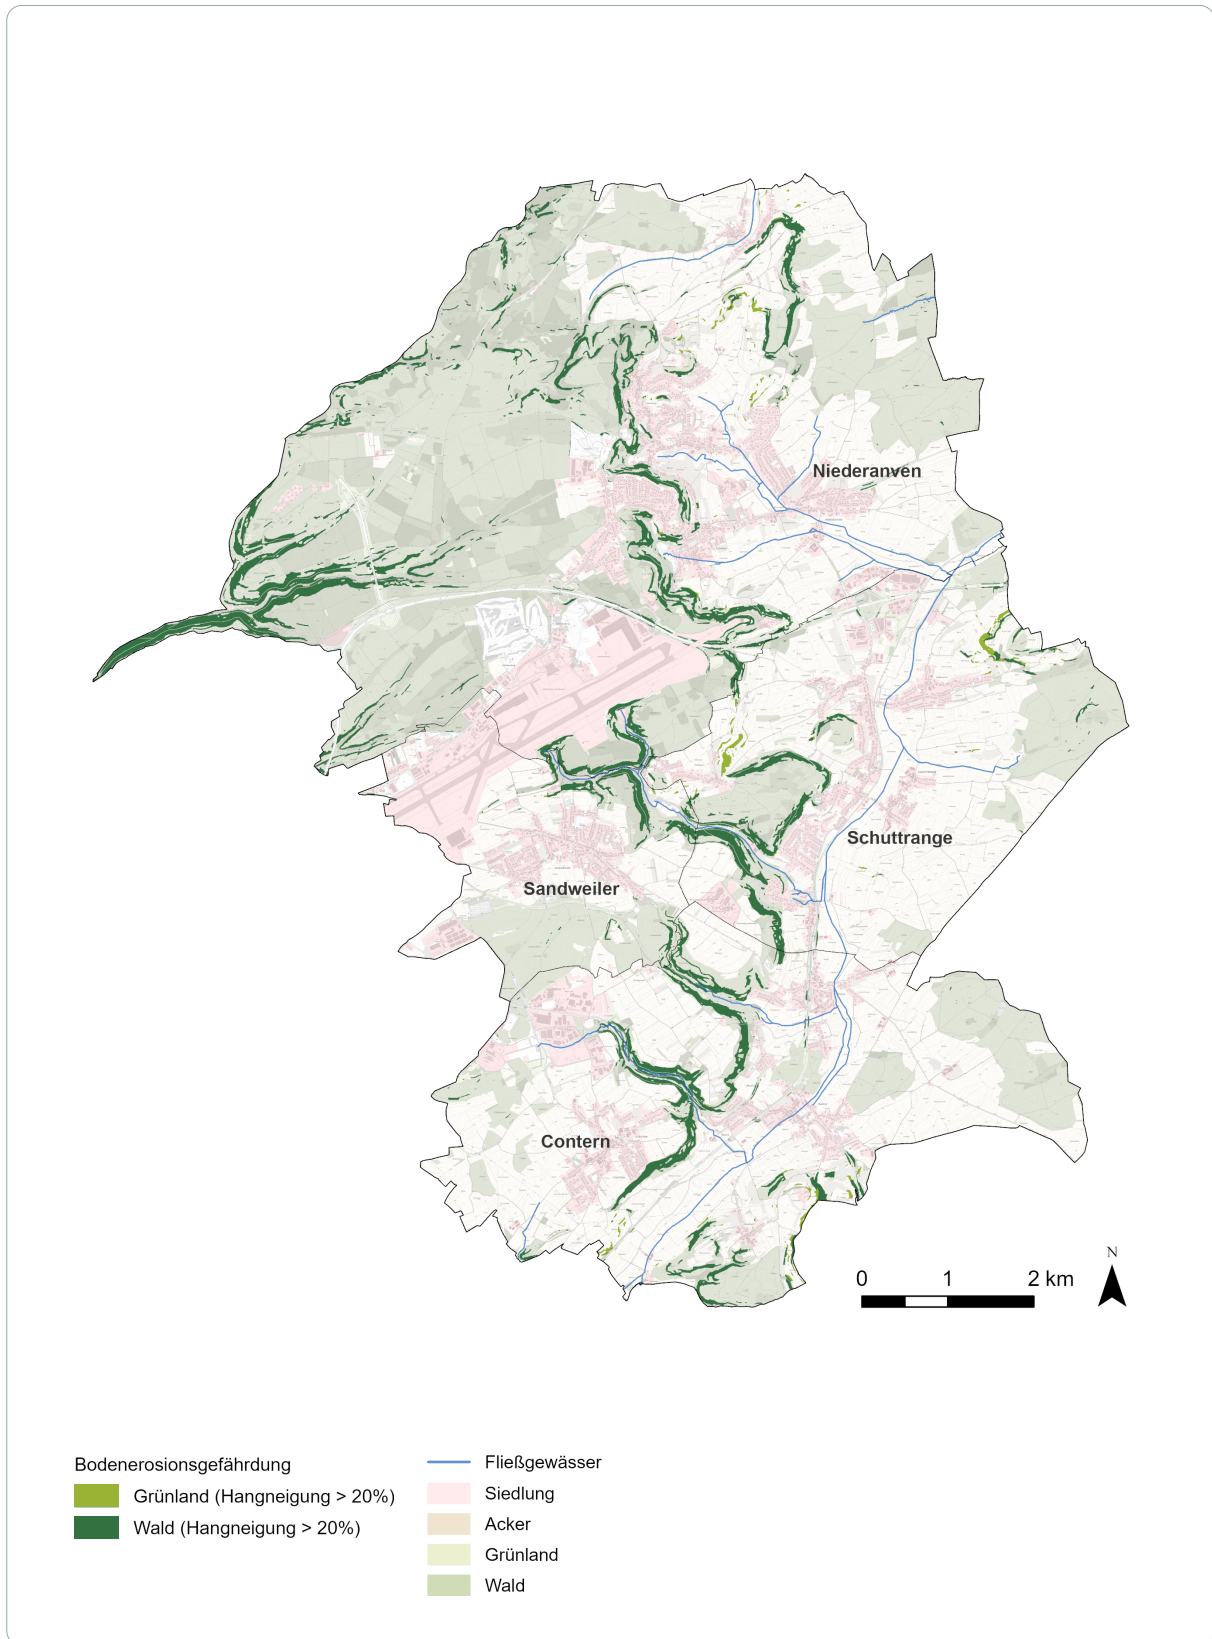 Niederanven
Schuttrange
Sandweiler
Contern
0 1 2 km
N
Bodenerosionsgefährdung
Grünland (Hangneigung > 20%)
Wald (Hangneigung > 20%)
Fließgewässer
Siedlung
Acker
Grünland
Wald